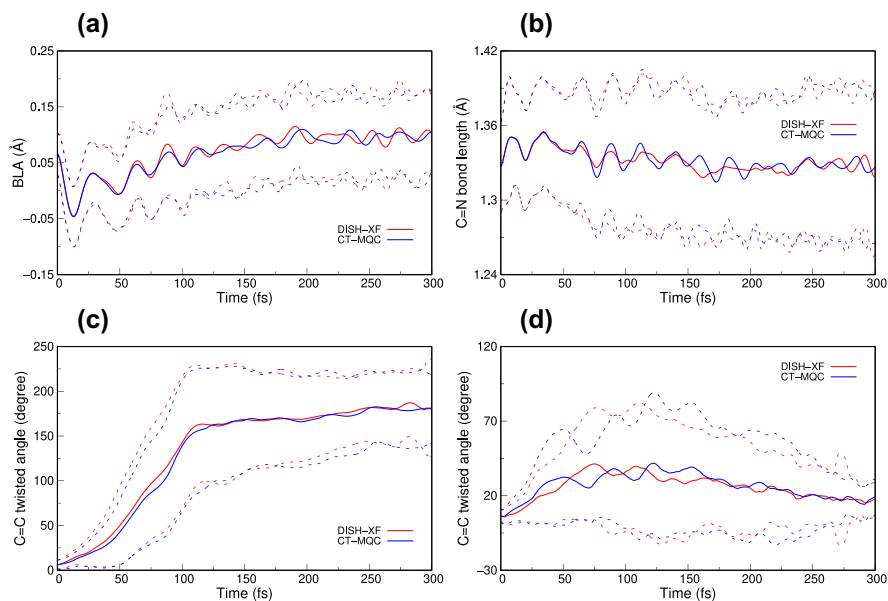 (a)
BLA (Å)
0.25
0.15
0.05
−0.05
−0.15
DISH−XF
CT−MQC
0 50 100 150 200 250 300
Time (fs)
(b)
C=N bond length (Å)
1.42
1.36
1.3
1.24
DISH−XF
CT−MQC
0 50 100 150 200 250 300
Time (fs)
(c)
C=C twisted angle (degree)
250
200
150
100
50
0
DISH−XF
CT−MQC
0 50 100 150 200 250 300
Time (fs)
(d)
C=C twisted angle (degree)
120
70
20
−30
DISH−XF
CT−MQC
0 50 100 150 200 250 300
Time (fs)